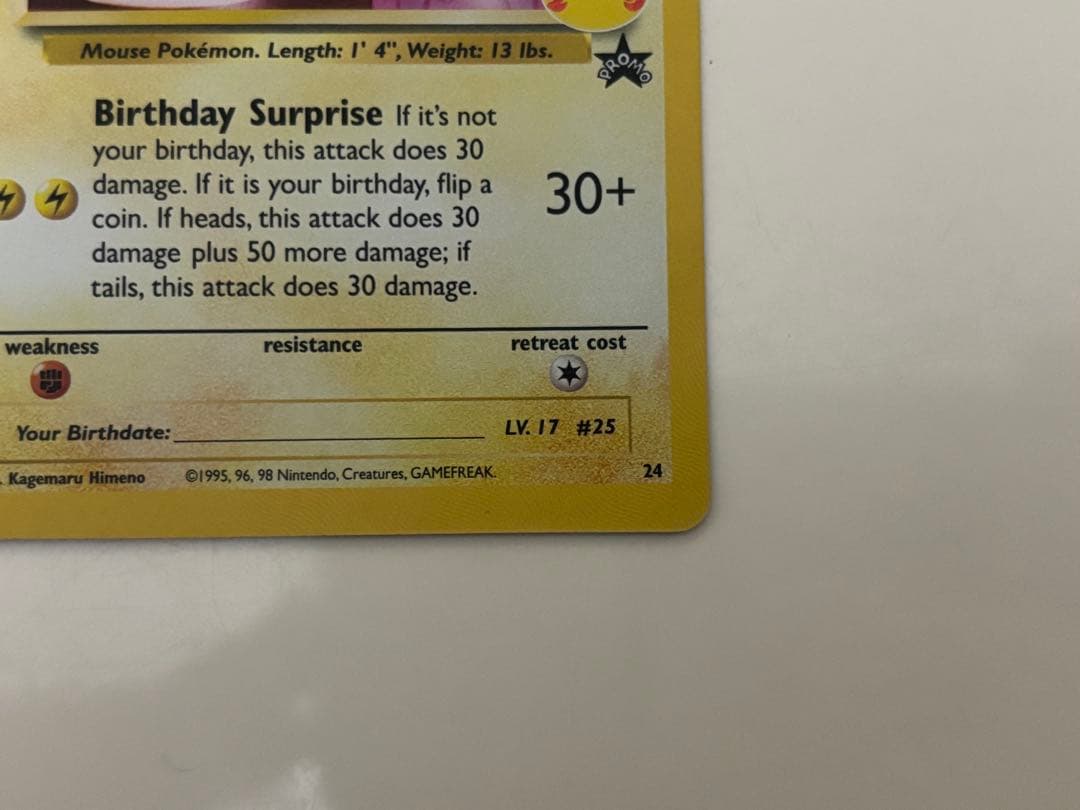 Mouse Pokémon. Length: 1' 4", Weight: 13 lbs.
PROMO
Birthday Surprise If it's not
your birthday, this attack does 30
damage. If it is your birthday, flip a
coin. If heads, this attack does 30
damage plus 50 more damage; if
tails, this attack does 30 damage.
30+
weakness resistance retreat cost
Your Birthdate: LV. 17 #25
. Kagemaru Himeno ©1995, 96, 98 Nintendo, Creatures, GAMEFREAK. 24